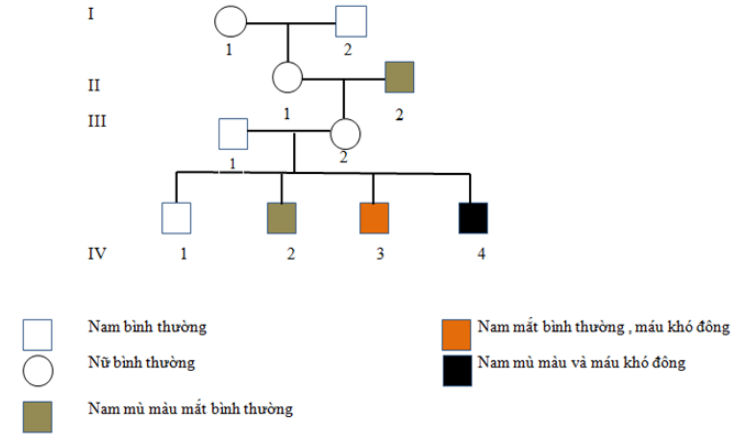 I
1 2
II
1 2
III
1 2
IV 1 2 3 4
Nam bình thường
Nam mắt bình thường , máu khó đông
Nữ bình thường
Nam mù màu và máu khó đông
Nam mù màu mắt bình thường